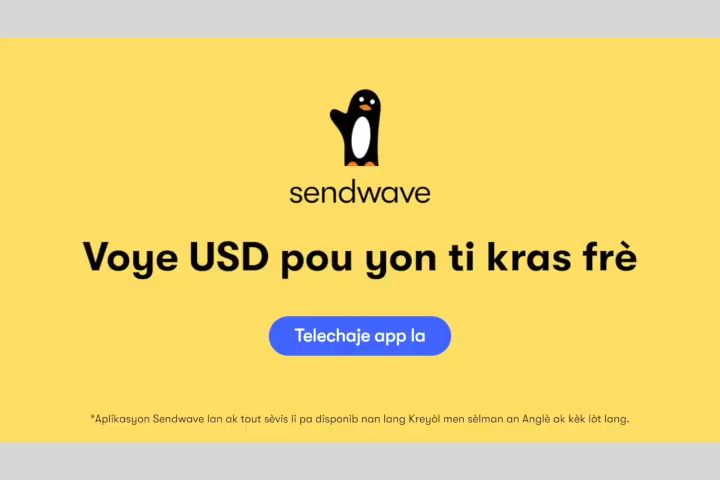 sendwave
Voye USD pou yon ti kras frè
Telechaje app la
*Aplikasyon Sendwave lan ak tout sèvis li pa disponib nan lang Kreyòl men sèlman an Anglè ak kèk lòt lang.